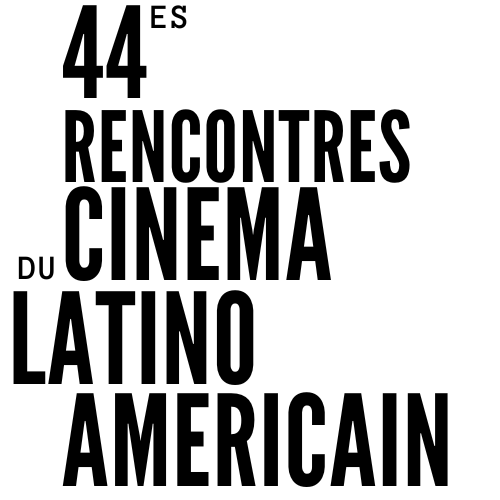 44ES
RENCONTRES
DU CINEMA
LATINO
AMERICAIN